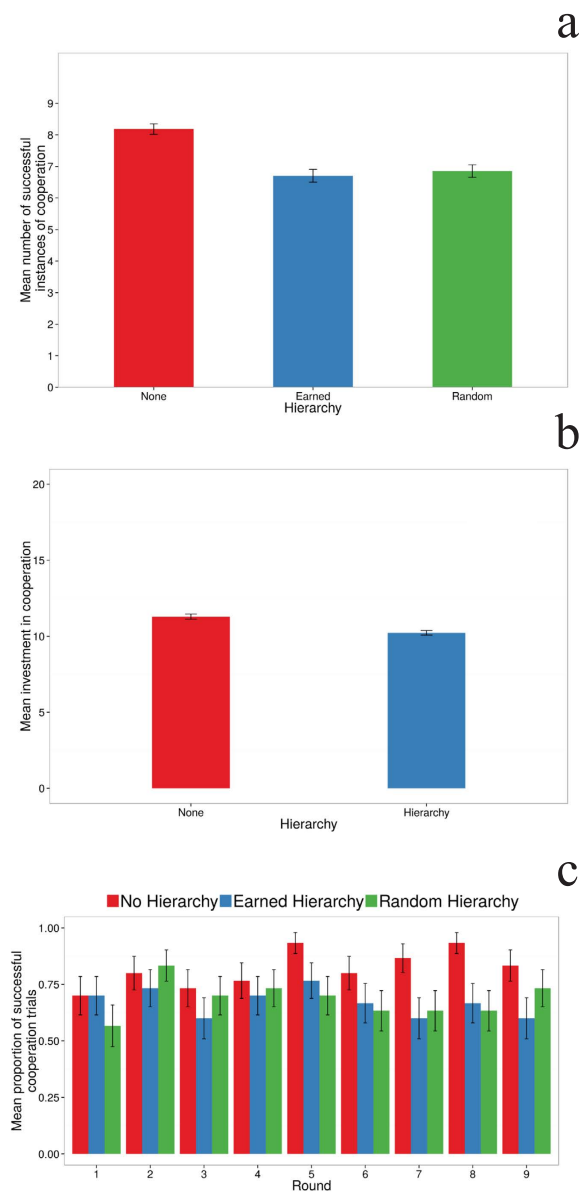 a
Mean number of successful
instances of cooperation
9
8
7
6
5
4
3
2
1
0
None Earned Random
Hierarchy
b
Mean investment in cooperation
20
15
10
5
0
None Hierarchy
Hierarchy
c
No Hierarchy Earned Hierarchy Random Hierarchy
Mean proportion of successful
cooperation trials
1.00
0.75
0.50
0.25
0.00
1 2 3 4 5 6 7 8 9
Round